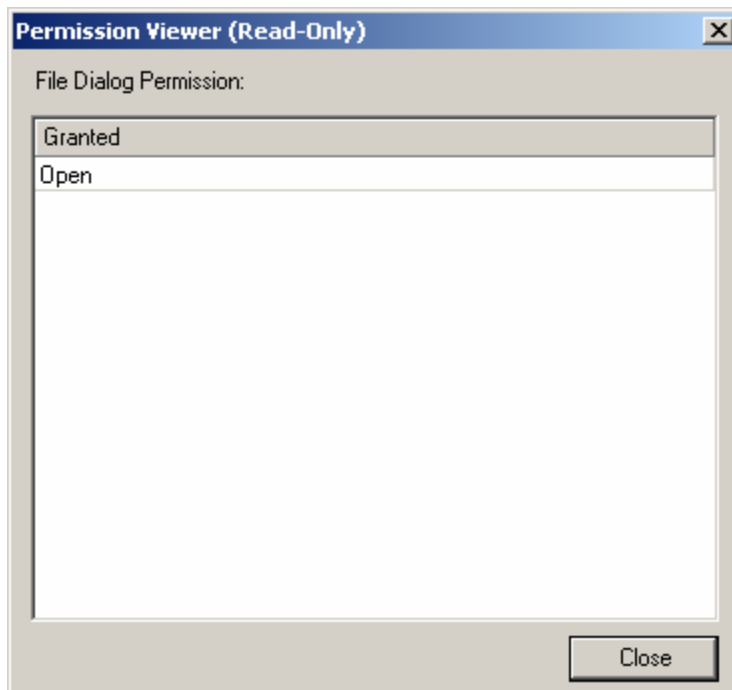 Permission Viewer (Read-Only)
File Dialog Permission:
Granted
Open
Close